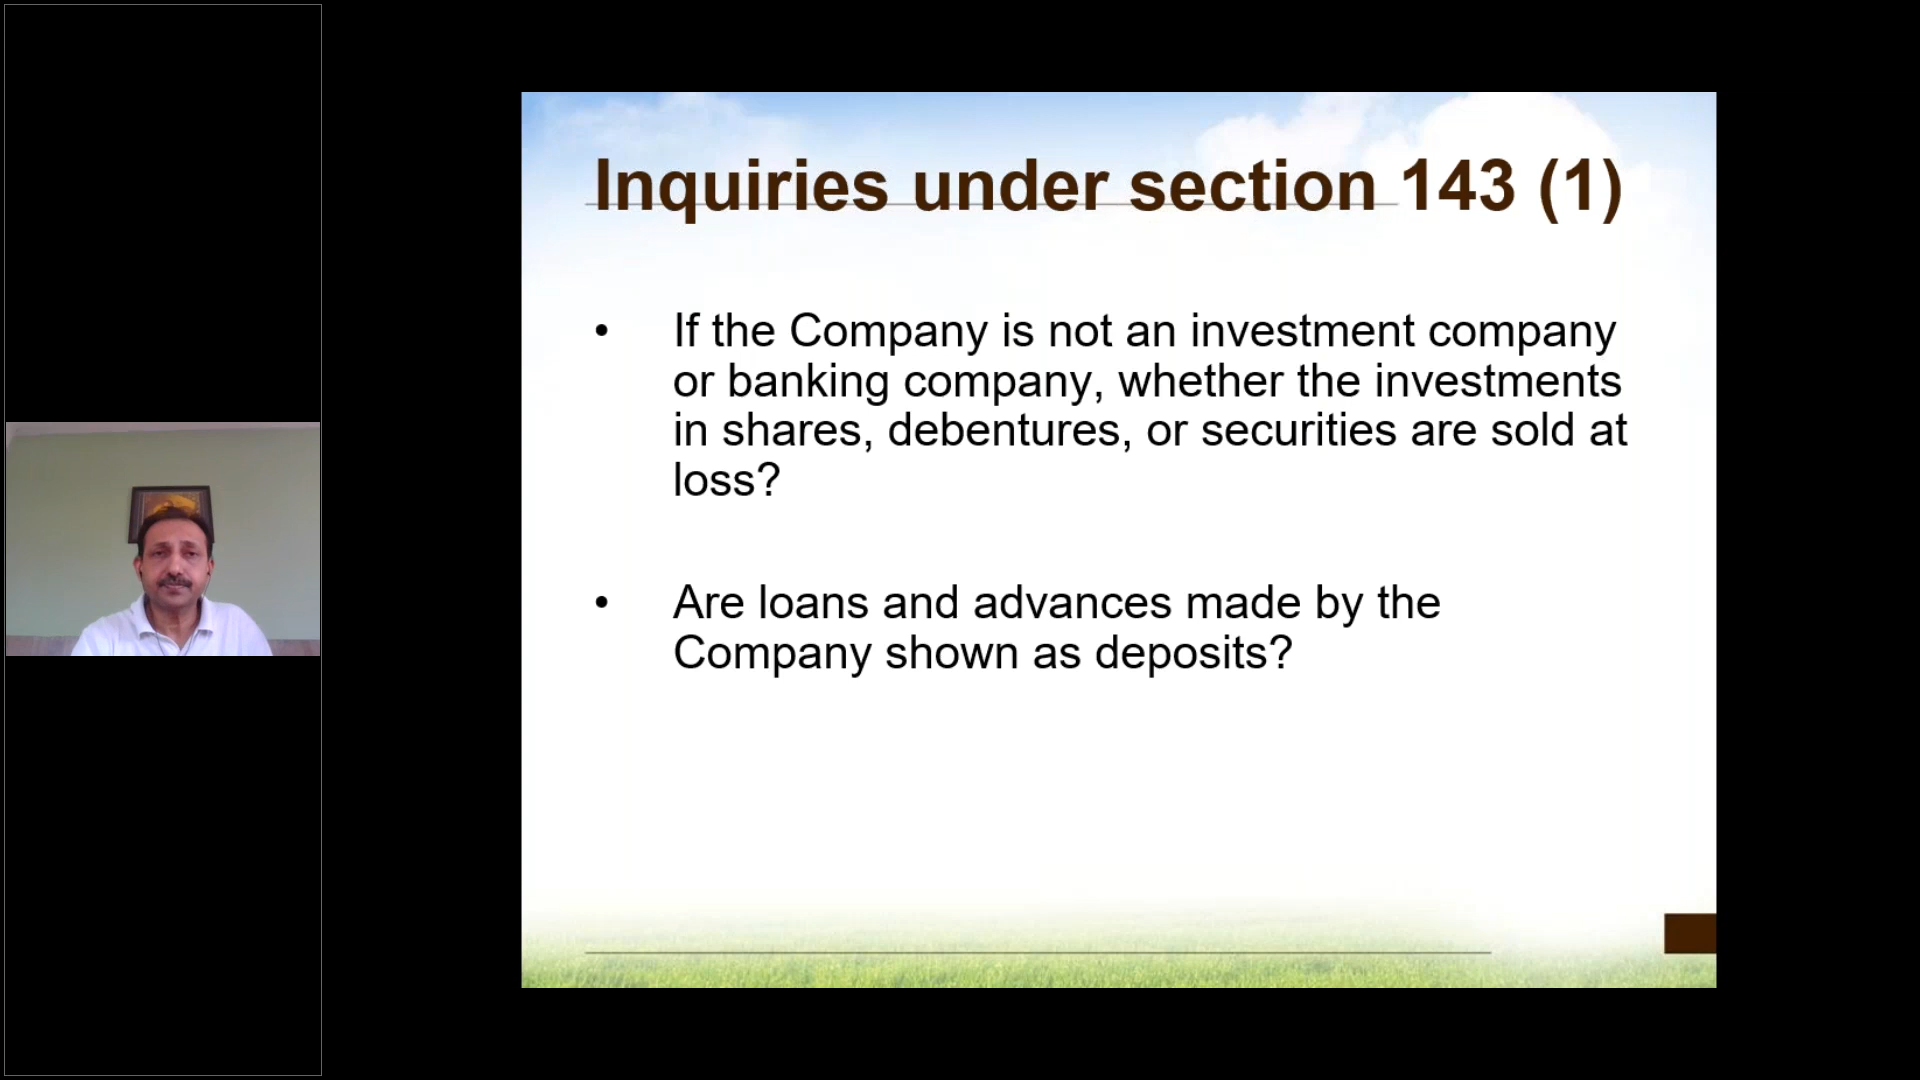 Inquiries under section 143 (1)
• If the Company is not an investment company
or banking company, whether the investments
in shares, debentures, or securities are sold at
loss?
• Are loans and advances made by the
Company shown as deposits?